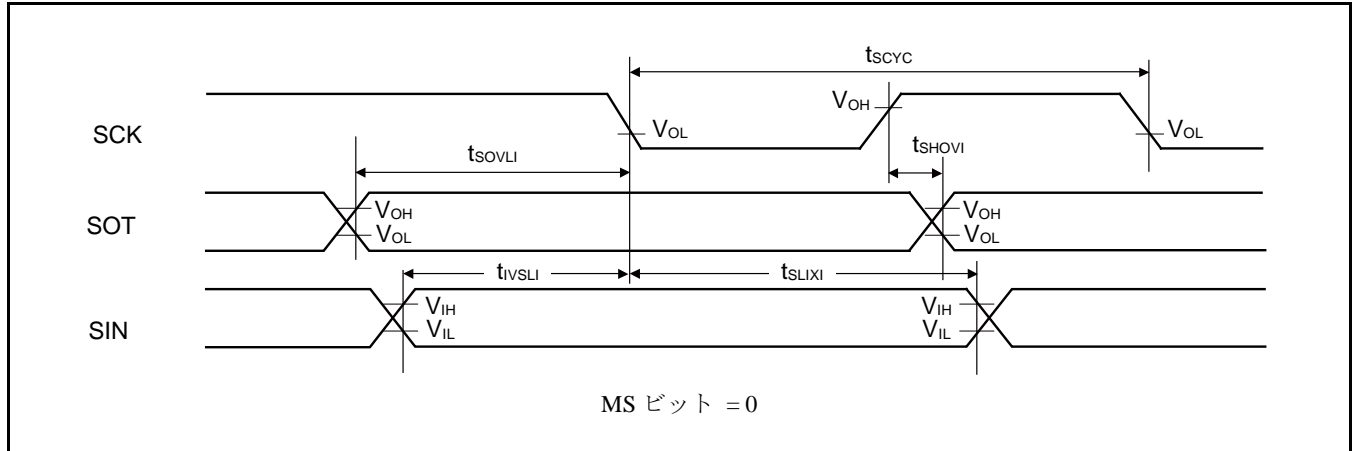 tSCYC
SCK
VOL
VOH
VOL
tSOVLI
tSHOVI
SOT
VOH
VOL
VOH
VOL
tIVSLI
tSLIXI
SIN
VIH
VIL
VIH
VIL
MS ビット = 0